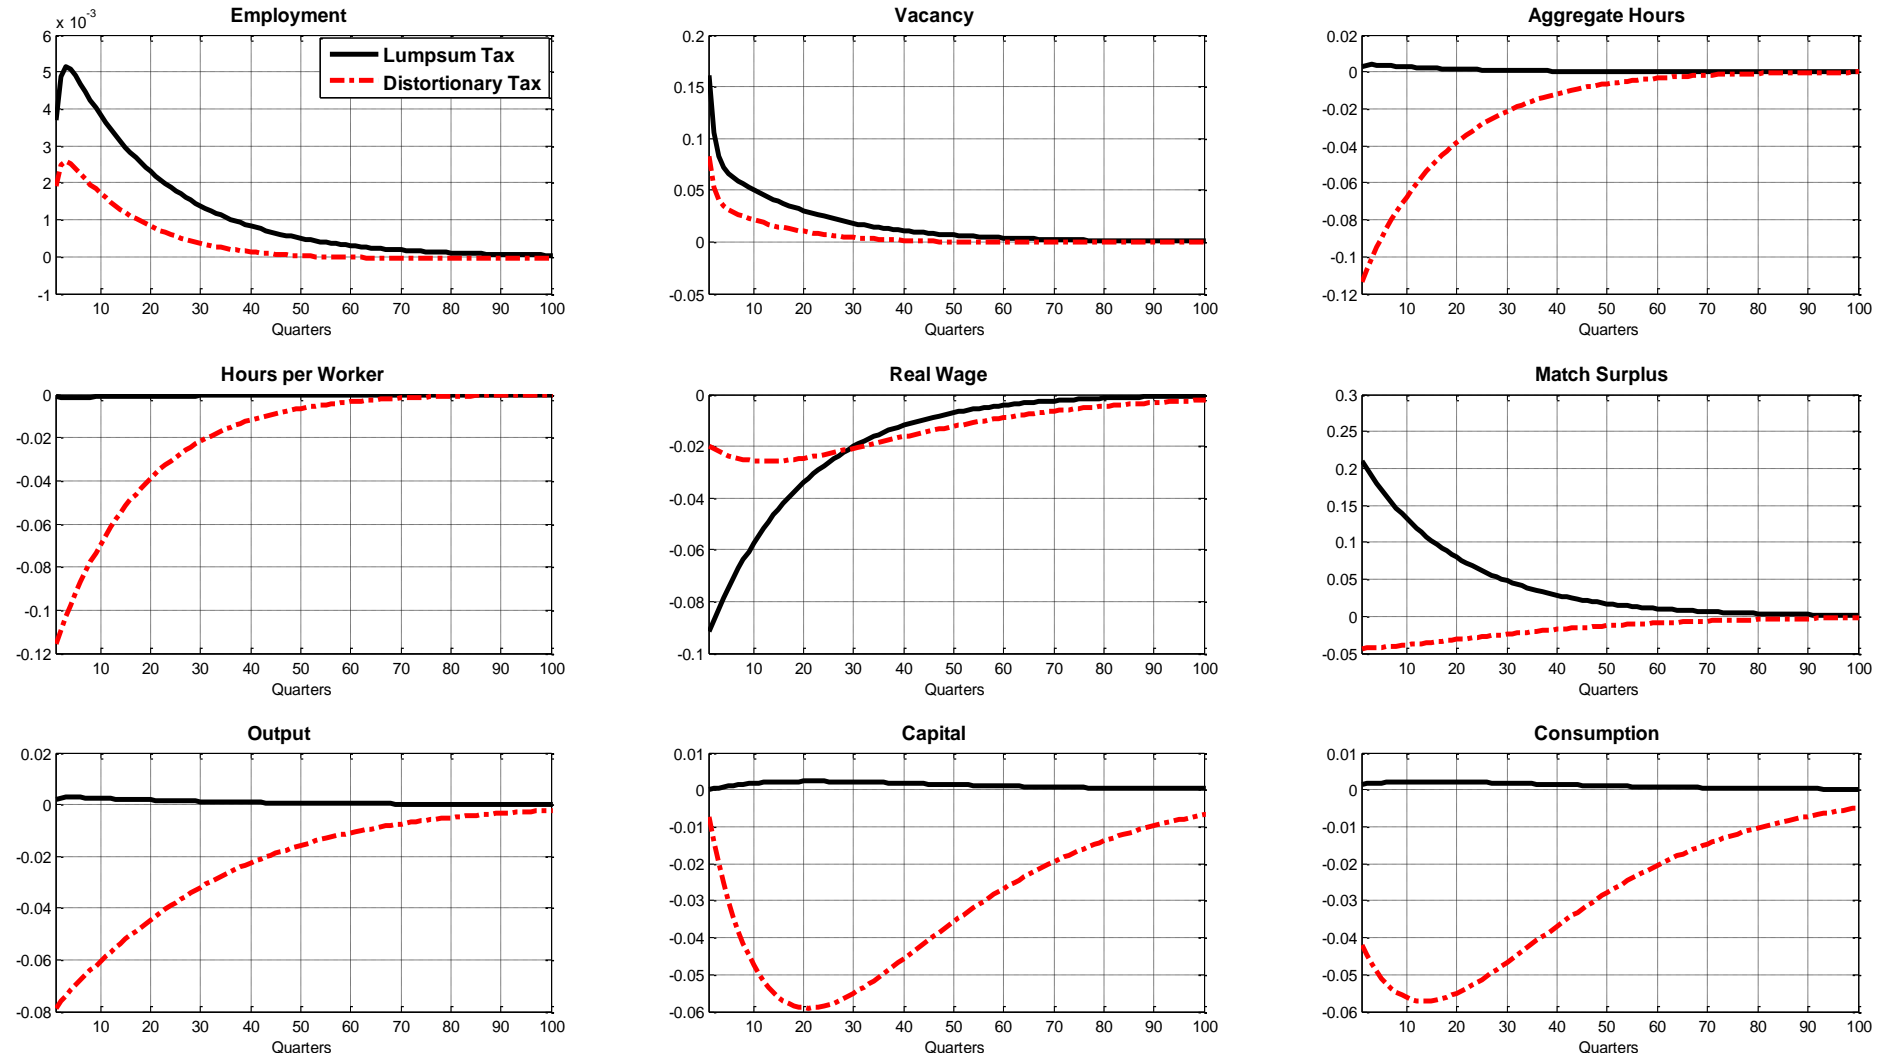 Employment
x 10-3
6
5
4
3
2
1
0
-1
Lumpsum Tax
Distortionary Tax
10 20 30 40 50 60 70 80 90 100
Quarters
Vacancy
0.2
0.15
0.1
0.05
0
-0.05
10 20 30 40 50 60 70 80 90 100
Quarters
Aggregate Hours
0.02
0
-0.02
-0.04
-0.06
-0.08
-0.1
-0.12
10 20 30 40 50 60 70 80 90 100
Quarters
Hours per Worker
0
-0.02
-0.04
-0.06
-0.08
-0.1
-0.12
10 20 30 40 50 60 70 80 90 100
Quarters
Real Wage
0
-0.02
-0.04
-0.06
-0.08
-0.1
10 20 30 40 50 60 70 80 90 100
Quarters
Match Surplus
0.3
0.25
0.2
0.15
0.1
0.05
0
-0.05
10 20 30 40 50 60 70 80 90 100
Quarters
Output
0.02
0
-0.02
-0.04
-0.06
-0.08
10 20 30 40 50 60 70 80 90 100
Quarters
Capital
0.01
0
-0.01
-0.02
-0.03
-0.04
-0.05
-0.06
10 20 30 40 50 60 70 80 90 100
Quarters
Consumption
0.01
0
-0.01
-0.02
-0.03
-0.04
-0.05
-0.06
10 20 30 40 50 60 70 80 90 100
Quarters